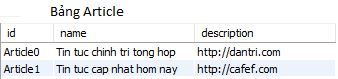 Bảng Article
id name description
Article0 Tin tuc chinh tri tong hop http://dantri.com
Article1 Tin tuc cap nhat hom nay http://cafef.com